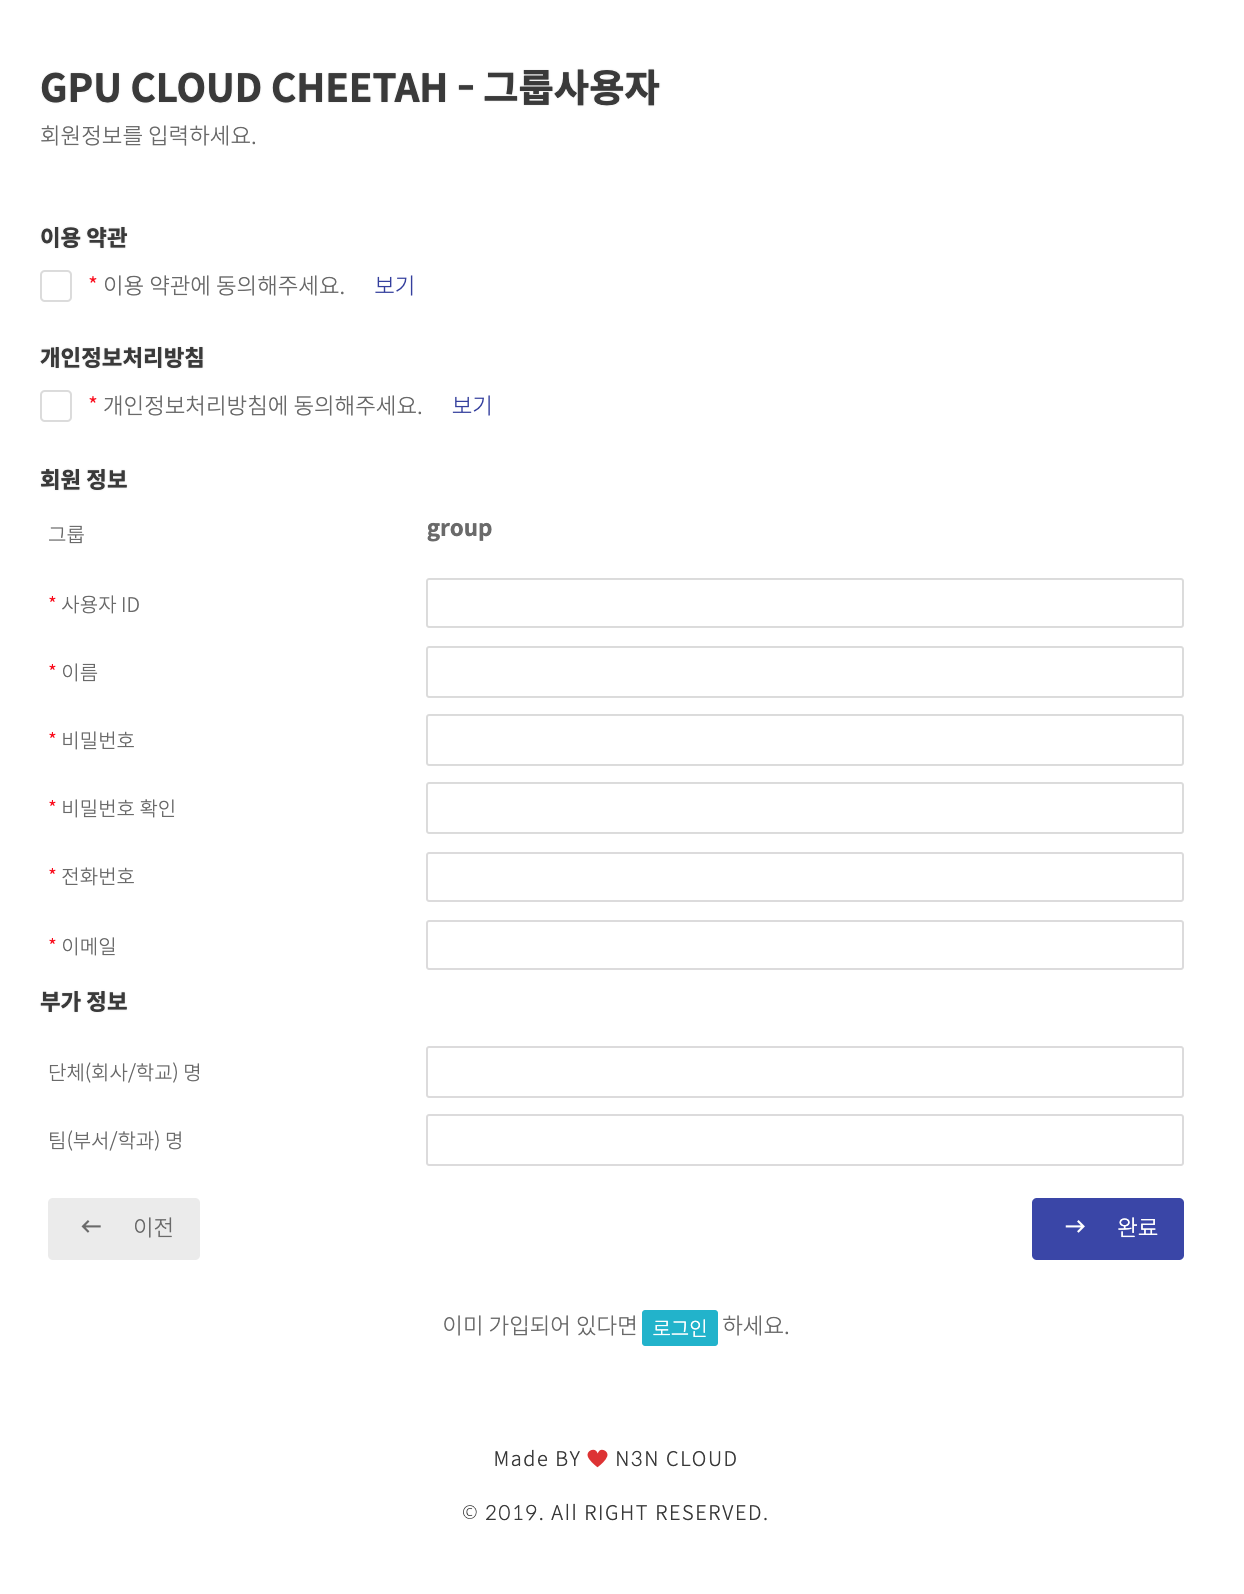 GPU CLOUD CHEETAH - 그룹사용자
회원정보를 입력하세요.
이용 약관
* 이용 약관에 동의해주세요. 보기
개인정보처리방침
* 개인정보처리방침에 동의해주세요. 보기
회원 정보
그룹 group
* 사용자 ID
* 이름
* 비밀번호
* 비밀번호 확인
* 전화번호
* 이메일
부가 정보
단체(회사/학교) 명
팀(부서/학과) 명
← 이전 → 완료
이미 가입되어 있다면 로그인 하세요.
Made BY ❤ N3N CLOUD
© 2019. All RIGHT RESERVED.